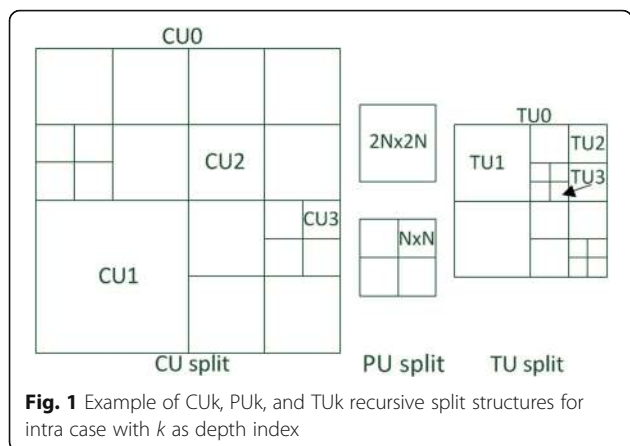 CU0
CU2
CU3
CU1
CU split
2Nx2N
NxN
PU split
TU0
TU1
TU2
TU3
TU split
Fig. 1 Example of CUk, PUk, and TUk recursive split structures for
intra case with k as depth index